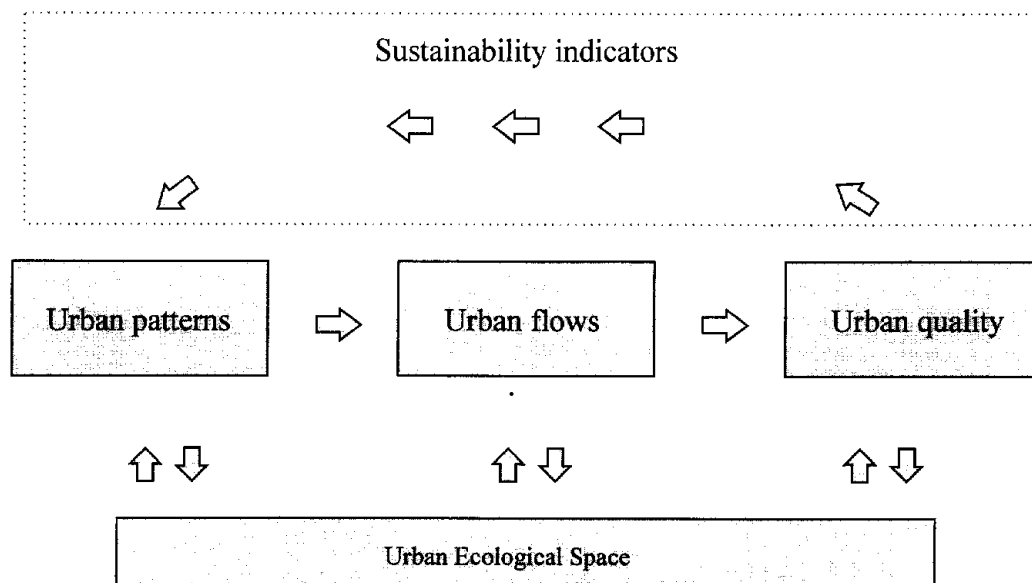 Sustainability indicators
Urban patterns
Urban flows
Urban quality
Urban Ecological Space